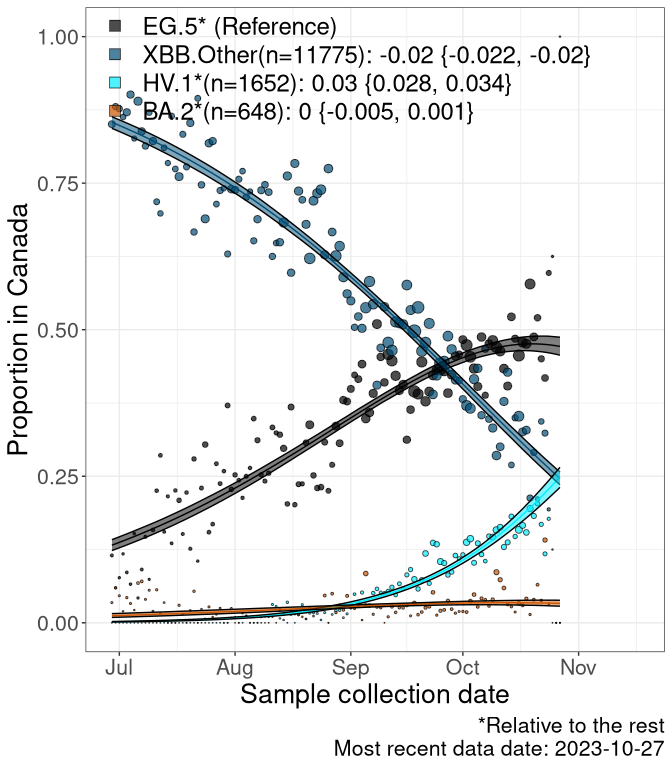 EG.5* (Reference)
XBB.Other(n=11775): -0.02 {-0.022, -0.02}
HV.1*(n=1652): 0.03 {0.028, 0.034}
BA.2*(n=648): 0 {-0.005, 0.001}
1.00
0.75
0.50
0.25
0.00
Proportion in Canada
Jul Aug Sep Oct Nov
Sample collection date
*Relative to the rest
Most recent data date: 2023-10-27